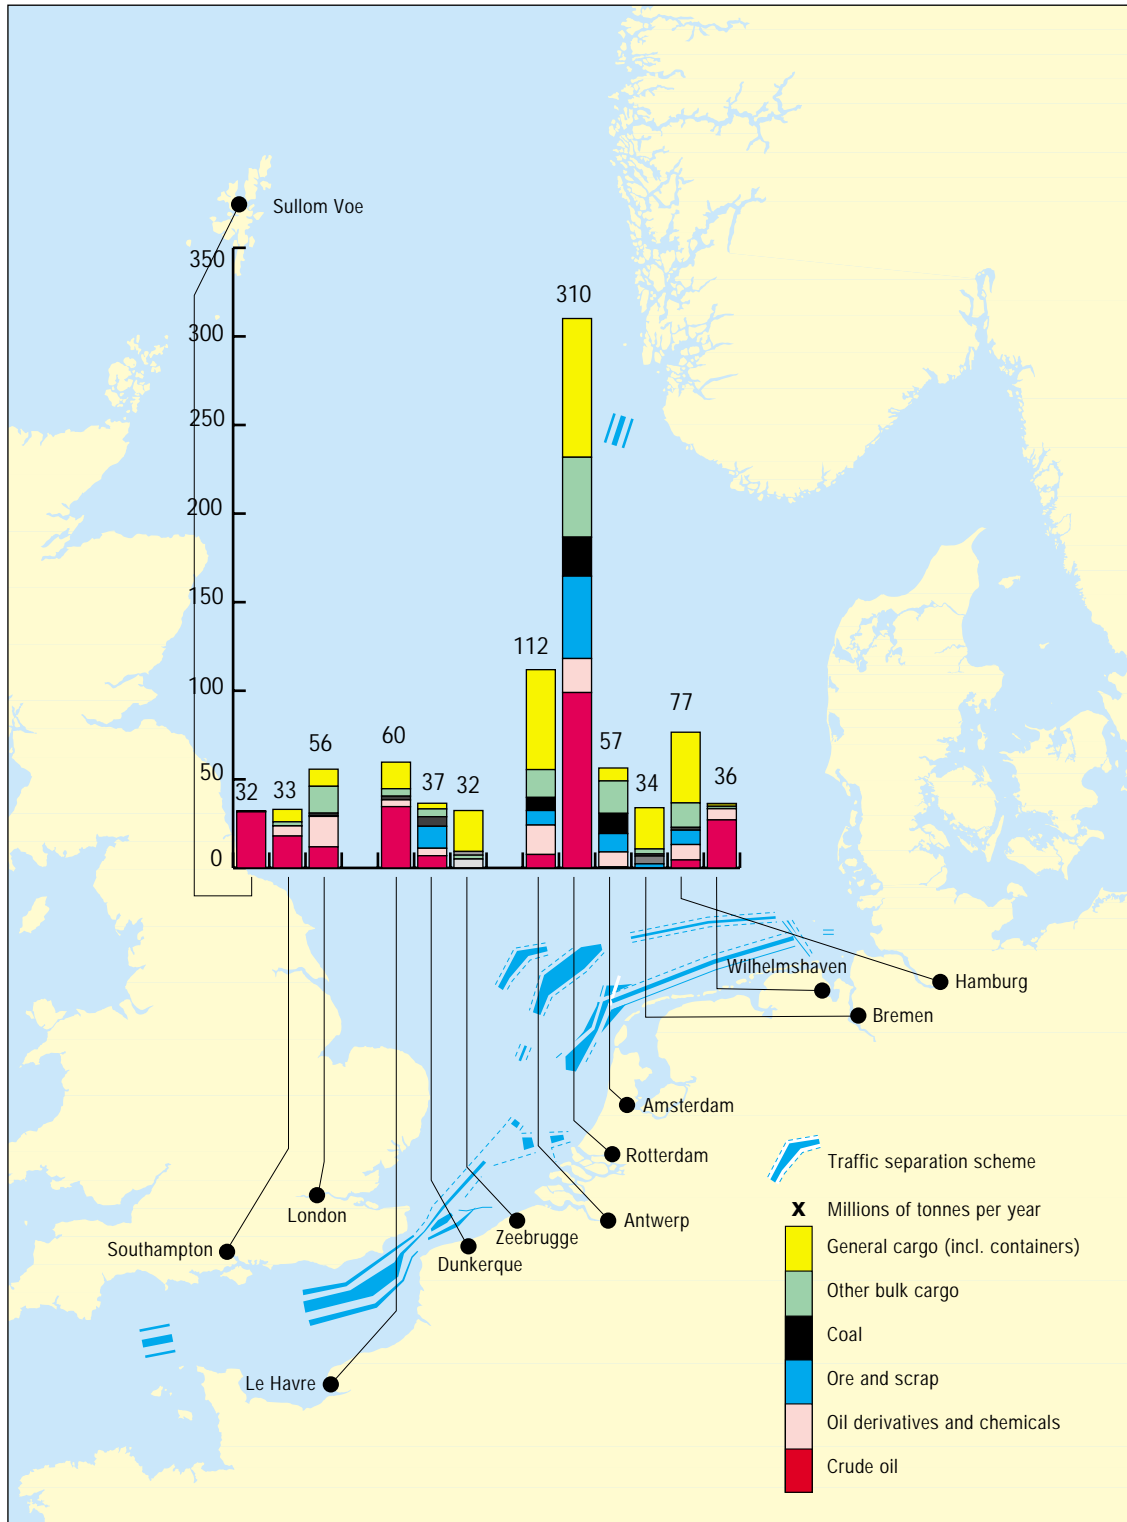 Sullom Voe
350
310
300
250
200
150
112
100
77
60
57
56
50
37
36
34
33
32
32
0
Wilhelmshaven
Hamburg
Bremen
Amsterdam
Rotterdam
London
Antwerp
Zeebrugge
Southampton
Dunkerque
Le Havre
Traffic separation scheme
x Millions of tonnes per year
General cargo (incl. containers)
Other bulk cargo
Coal
Ore and scrap
Oil derivatives and chemicals
Crude oil